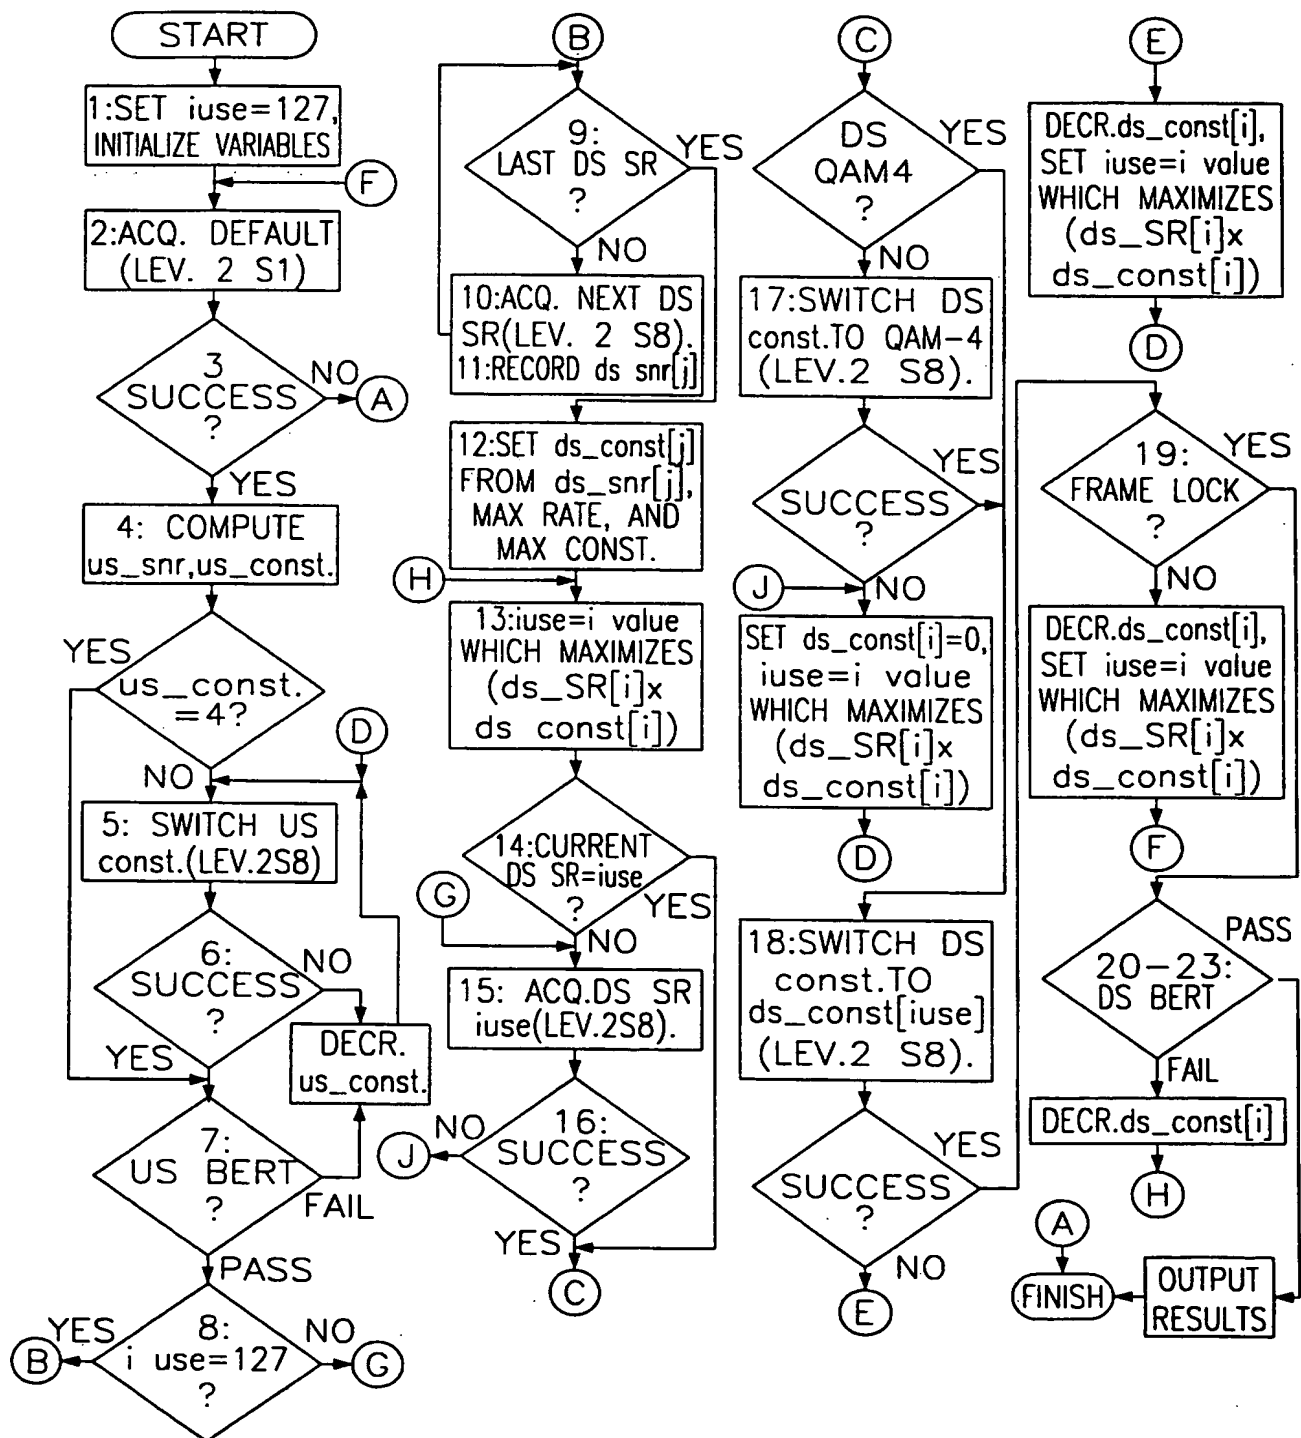 START
1:SET iuse=127,
INITIALIZE VARIABLES
F
2:ACQ. DEFAULT
(LEV. 2 S1)
3
SUCCESS
?
NO
A
YES
4: COMPUTE
us_snr,us_const.
YES
us_const.
=4?
D
NO
5: SWITCH US
const.(LEV.2S8)
6:
SUCCESS
?
NO
YES
DECR.
us_const.
7:
US BERT
?
FAIL
PASS
YES
8:
i use=127
?
NO
B
G
B
9:
LAST DS SR
?
YES
NO
10:ACQ. NEXT DS
SR(LEV. 2 S8).
11:RECORD ds snr[j]
12:SET ds_const[j]
FROM ds_snr[j],
MAX RATE, AND
MAX CONST.
H
13:iuse=i value
WHICH MAXIMIZES
(ds_SR[i]x
ds const[i])
14:CURRENT
DS SR=iuse
?
YES
G
NO
15: ACQ.DS SR
iuse(LEV.2S8).
NO
16:
SUCCESS
?
J
YES
C
C
DS
QAM4
?
YES
NO
17:SWITCH DS
const.TO QAM-4
(LEV.2 S8).
SUCCESS
?
YES
J
NO
SET ds_const[i]=0,
iuse=i value
WHICH MAXIMIZES
(ds_SR[i]x
ds_const[i])
D
18:SWITCH DS
const.TO
ds_const[iuse]
(LEV.2 S8).
SUCCESS
?
YES
NO
E
E
DECR.ds_const[i],
SET iuse=i value
WHICH MAXIMIZES
(ds_SR[i]x
ds_const[i])
D
19:
FRAME LOCK
?
YES
NO
DECR.ds_const[i],
SET iuse=i value
WHICH MAXIMIZES
(ds_SR[i]x
ds_const[i])
F
20-23:
DS BERT
PASS
FAIL
DECR.ds_const[i]
H
A
FINISH
OUTPUT
RESULTS